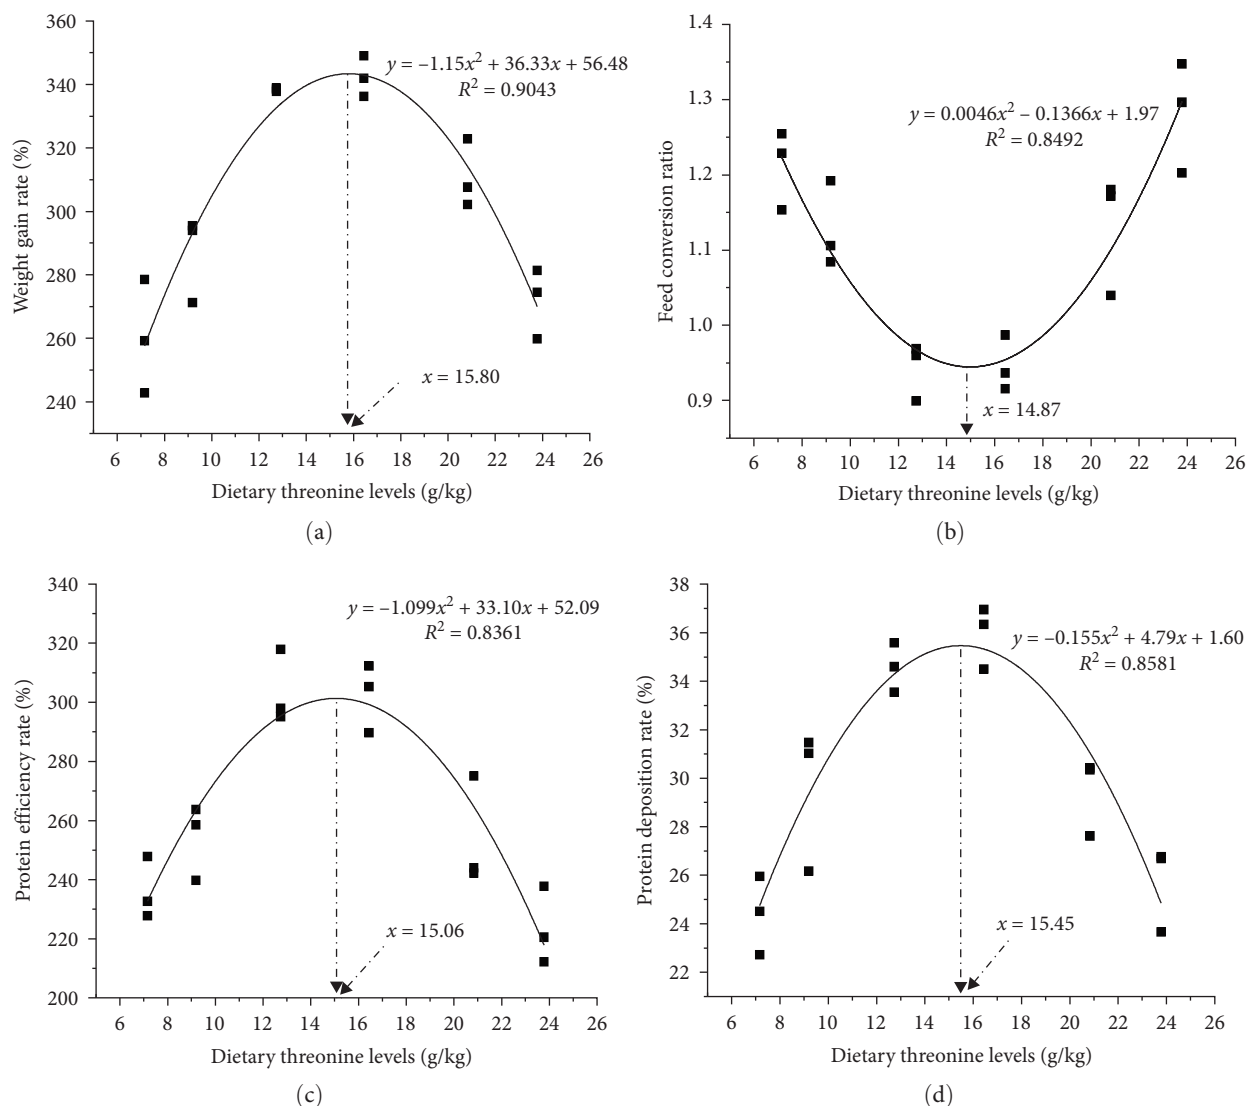 360
340
320
300
280
260
240
Weight gain rate (%)
y = –1.15x² + 36.33x + 56.48
R² = 0.9043
x = 15.80
6 8 10 12 14 16 18 20 22 24 26
Dietary threonine levels (g/kg)
(a)
1.4
1.3
1.2
1.1
1.0
0.9
Feed conversion ratio
y = 0.0046x² – 0.1366x + 1.97
R² = 0.8492
x = 14.87
6 8 10 12 14 16 18 20 22 24 26
Dietary threonine levels (g/kg)
(b)
340
320
300
280
260
240
220
200
Protein efficiency rate (%)
y = –1.099x² + 33.10x + 52.09
R² = 0.8361
x = 15.06
6 8 10 12 14 16 18 20 22 24 26
Dietary threonine levels (g/kg)
(c)
38
36
34
32
30
28
26
24
22
Protein deposition rate (%)
y = –0.155x² + 4.79x + 1.60
R² = 0.8581
x = 15.45
6 8 10 12 14 16 18 20 22 24 26
Dietary threonine levels (g/kg)
(d)